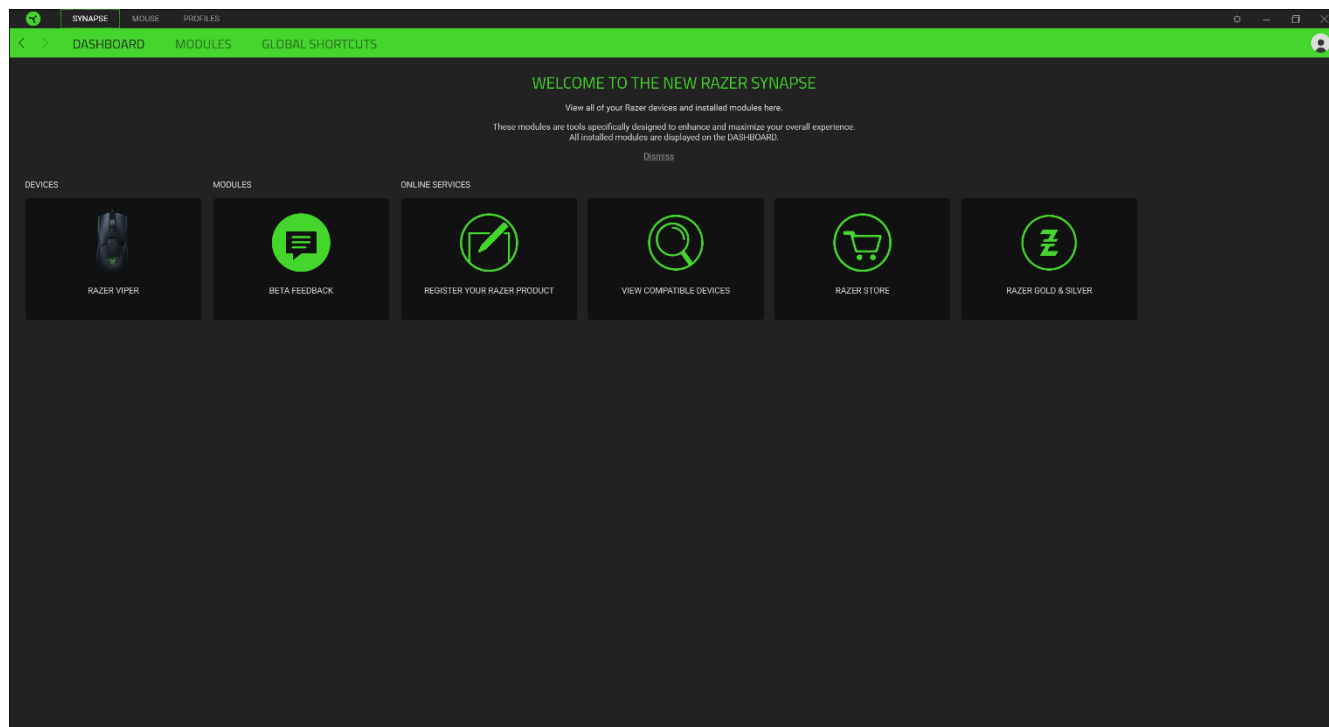 SYNAPSE MOUSE PROFILES
DASHBOARD MODULES GLOBAL SHORTCUTS
WELCOME TO THE NEW RAZER SYNAPSE
View all of your Razer devices and installed modules here.
These modules are tools specifically designed to enhance and maximize your overall experience.
All installed modules are displayed on the DASHBOARD.
Dismiss
DEVICES MODULES ONLINE SERVICES
RAZER VIPER BETA FEEDBACK REGISTER YOUR RAZER PRODUCT VIEW COMPATIBLE DEVICES RAZER STORE RAZER GOLD & SILVER